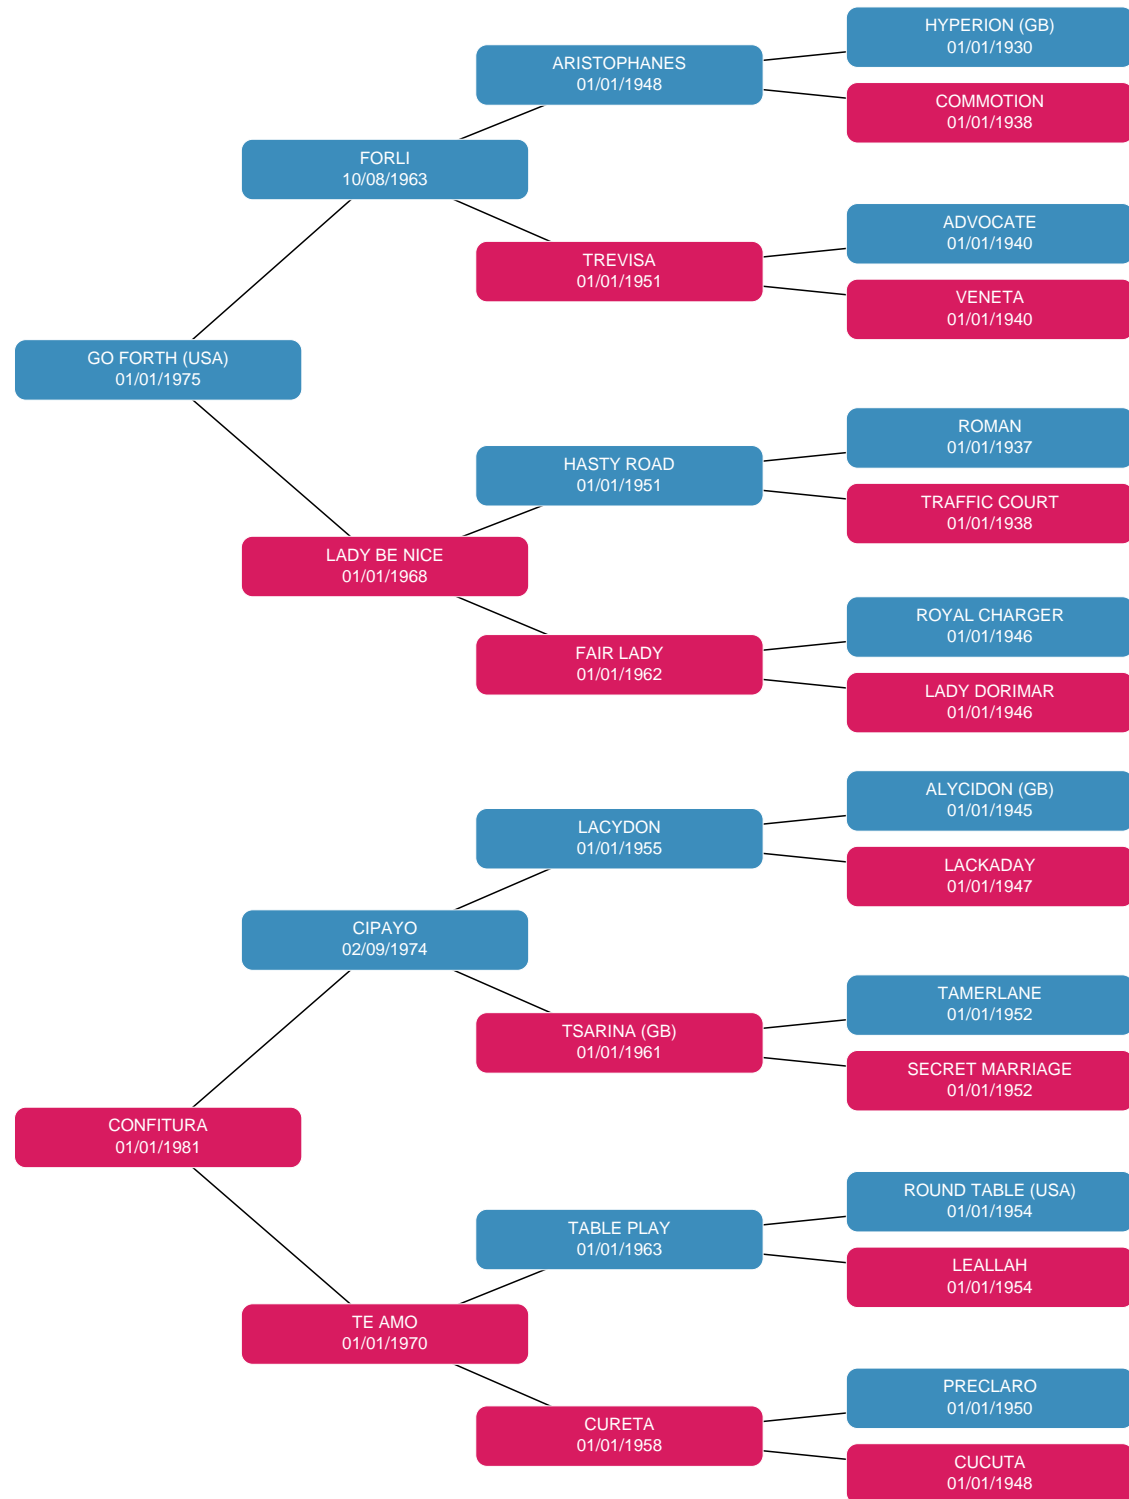 HYPERION (GB)
01/01/1930
ARISTOPHANES
01/01/1948
COMMOTION
01/01/1938
FORLI
10/08/1963
ADVOCATE
01/01/1940
TREVISA
01/01/1951
VENETA
01/01/1940
GO FORTH (USA)
01/01/1975
ROMAN
01/01/1937
HASTY ROAD
01/01/1951
TRAFFIC COURT
01/01/1938
LADY BE NICE
01/01/1968
ROYAL CHARGER
01/01/1946
FAIR LADY
01/01/1962
LADY DORIMAR
01/01/1946
ALYCIDON (GB)
01/01/1945
LACYDON
01/01/1955
LACKADAY
01/01/1947
CIPAYO
02/09/1974
TAMERLANE
01/01/1952
TSARINA (GB)
01/01/1961
SECRET MARRIAGE
01/01/1952
CONFITURA
01/01/1981
ROUND TABLE (USA)
01/01/1954
TABLE PLAY
01/01/1963
LEALLAH
01/01/1954
TE AMO
01/01/1970
PRECLARO
01/01/1950
CURETA
01/01/1958
CUCUTA
01/01/1948